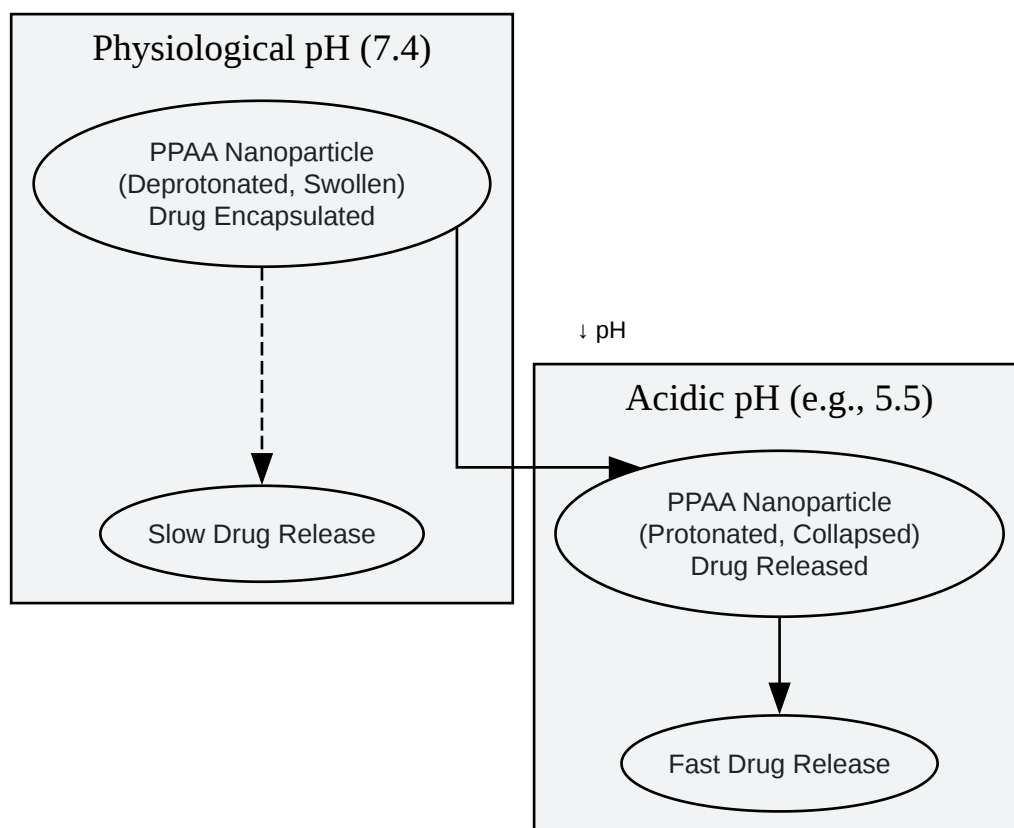 Physiological pH (7.4)
PPAA Nanoparticle
(Deprotonated, Swollen)
Drug Encapsulated
Slow Drug Release
↓ pH
Acidic pH (e.g., 5.5)
PPAA Nanoparticle
(Protonated, Collapsed)
Drug Released
Fast Drug Release